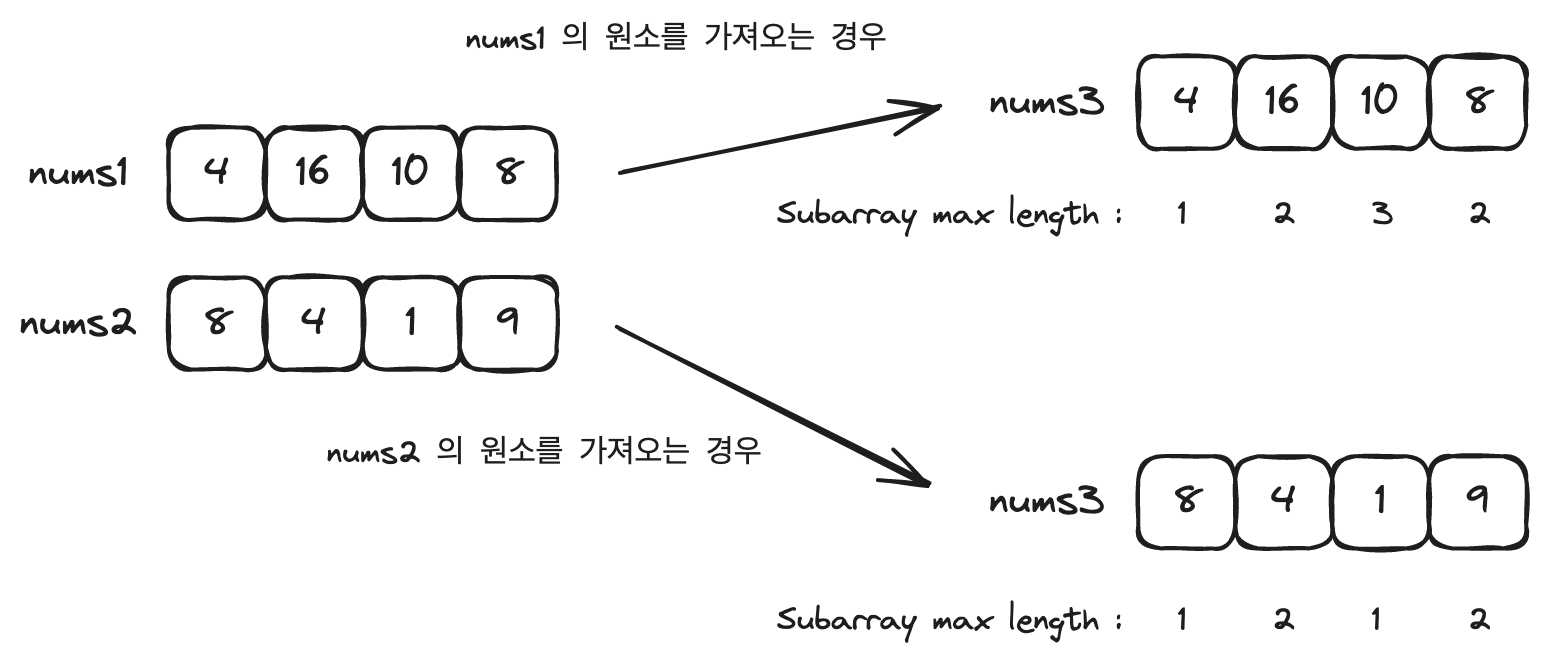 nums1 의 원소를 가져오는 경우
nums3 4 16 10 8
nums1 4 16 10 8
Subarray max length : 1 2 3 2
nums2 8 4 1 9
nums2 의 원소를 가져오는 경우
nums3 8 4 1 9
Subarray max length : 1 2 1 2